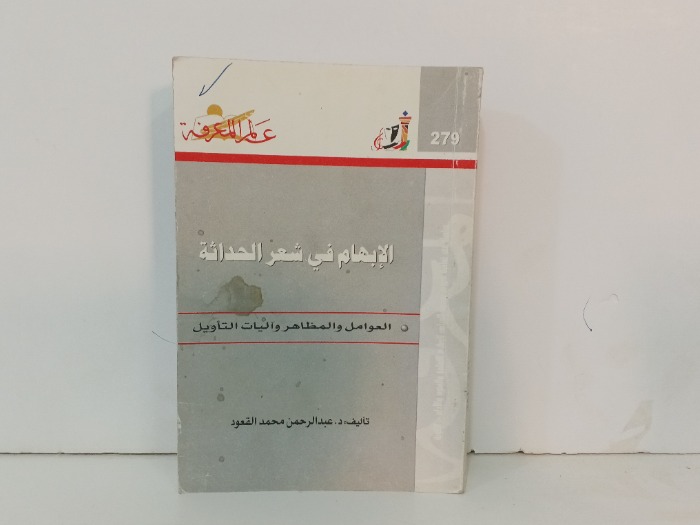 عالم المعرفة
279
الإبهام في شعر الحداثة
العوامل والمظاهر وآليات التأويل
تأليف: د. عبدالرحمن محمد القعود